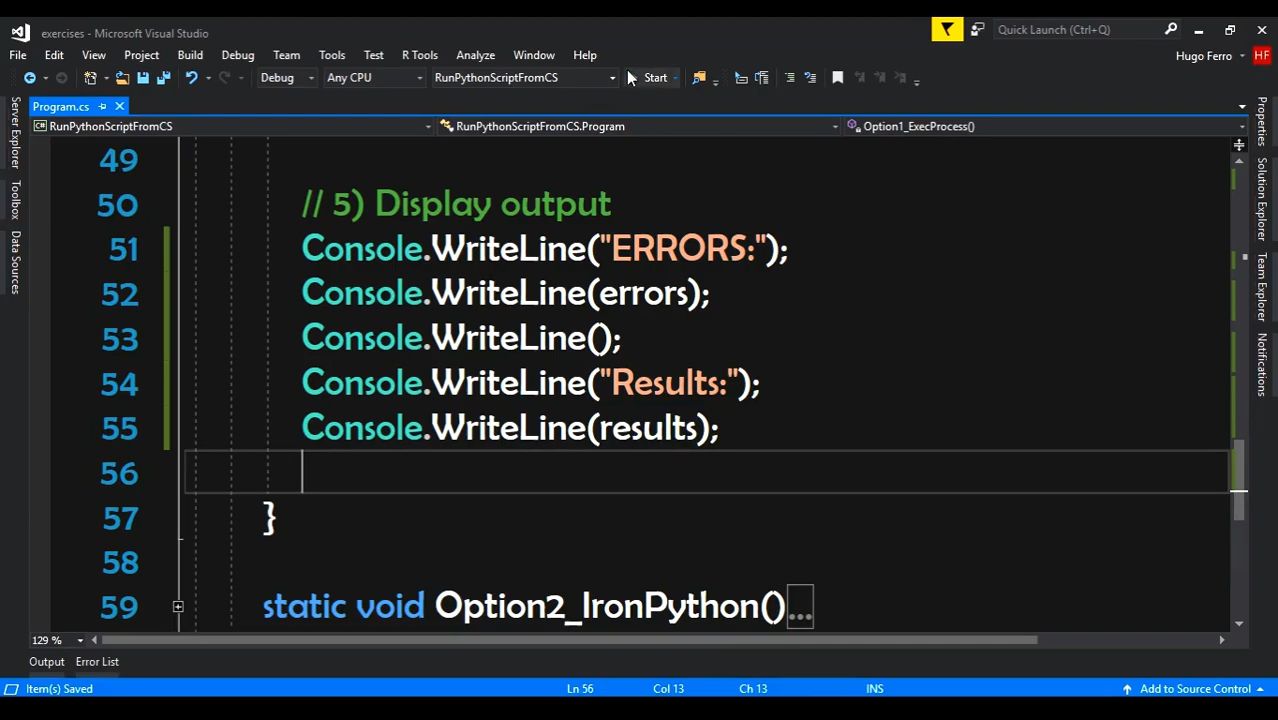 exercises - Microsoft Visual Studio
Quick Launch (Ctrl+Q)
File Edit View Project Build Debug Team Tools Test R Tools Analyze Window Help
Hugo Ferro HF
Debug Any CPU RunPythonScriptFromCS Start
Program.cs
RunPythonScriptFromCS RunPythonScriptFromCS.Program Option1_ExecProcess()
Server Explorer
Toolbox
Data Sources
49
50 // 5) Display output
51 Console.WriteLine("ERRORS:");
52 Console.WriteLine(errors);
53 Console.WriteLine();
54 Console.WriteLine("Results:");
55 Console.WriteLine(results);
56
57 }
58
59 static void Option2_IronPython()...
Properties
Solution Explorer
Team Explorer
Notifications
129 %
Output Error List
Item(s) Saved Ln 56 Col 13 Ch 13 INS Add to Source Control